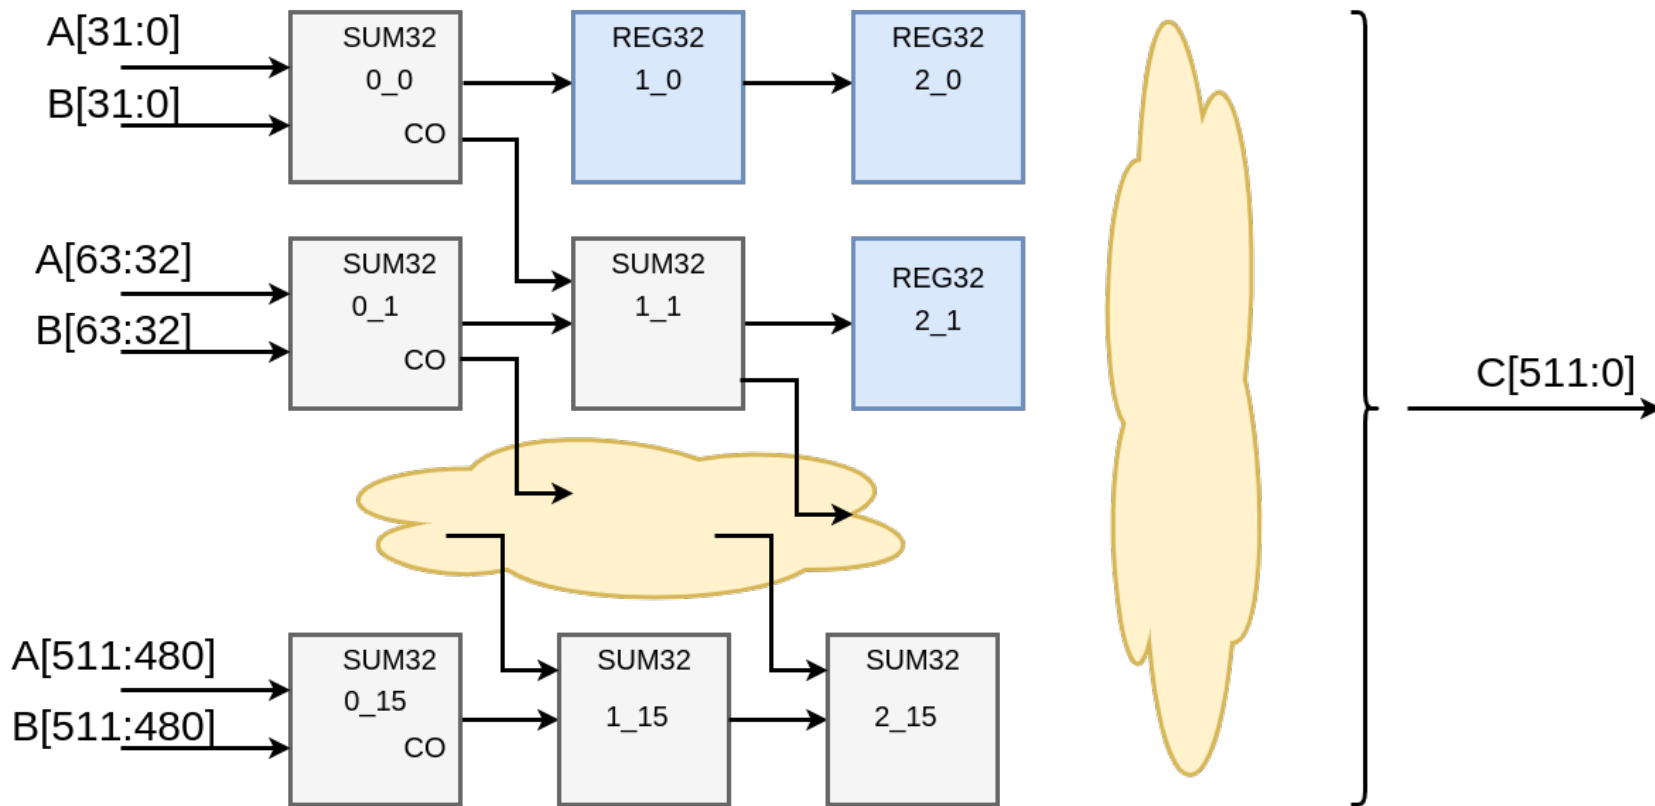 A[31:0]
B[31:0]
SUM32
0_0
CO
REG32
1_0
REG32
2_0
A[63:32]
B[63:32]
SUM32
0_1
CO
SUM32
1_1
REG32
2_1
C[511:0]
A[511:480]
B[511:480]
SUM32
0_15
CO
SUM32
1_15
SUM32
2_15